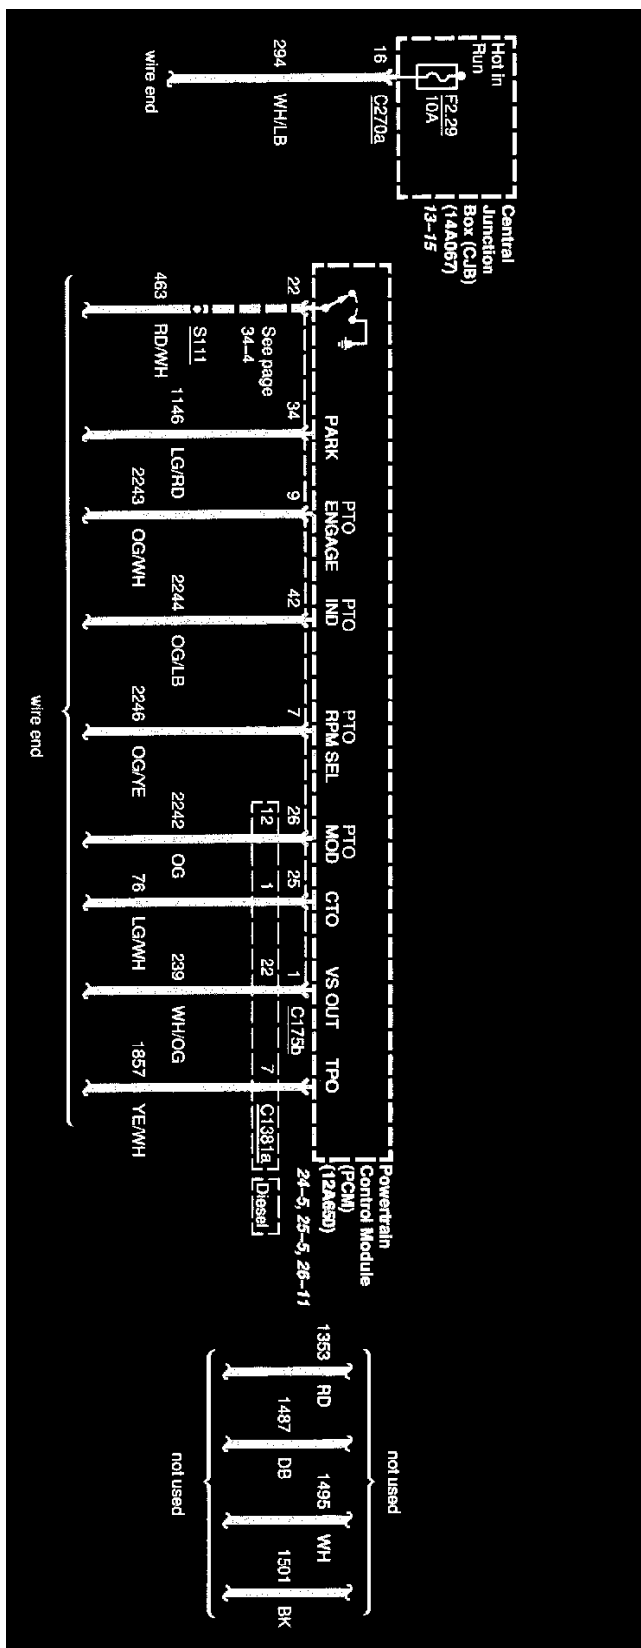 Hot in
Run
F2.29
10A
Central
Junction
Box (CJB)
(14A067)
13–15
16
C270a
294
WH/LB
wire end
22
See page
34–4
S111
463
RD/WH
34
PARK
1146
LG/RD
9
PTO
ENGAGE
2243
OG/WH
42
PTO
IND
2244
OG/LB
7
PTO
RPM SEL
2246
OG/YE
26
PTO
MOD
12
2242
OG
25
CTO
1
76
LG/WH
1
VS OUT
C175b
22
239
WH/OG
TPO
7
C1381a
Diesel
1857
YE/WH
wire end
Powertrain
Control Module
(PCM)
(12A650)
24–5, 25–5, 26–11
not used
1353
RD
1487
DB
1495
WH
1501
BK
not used